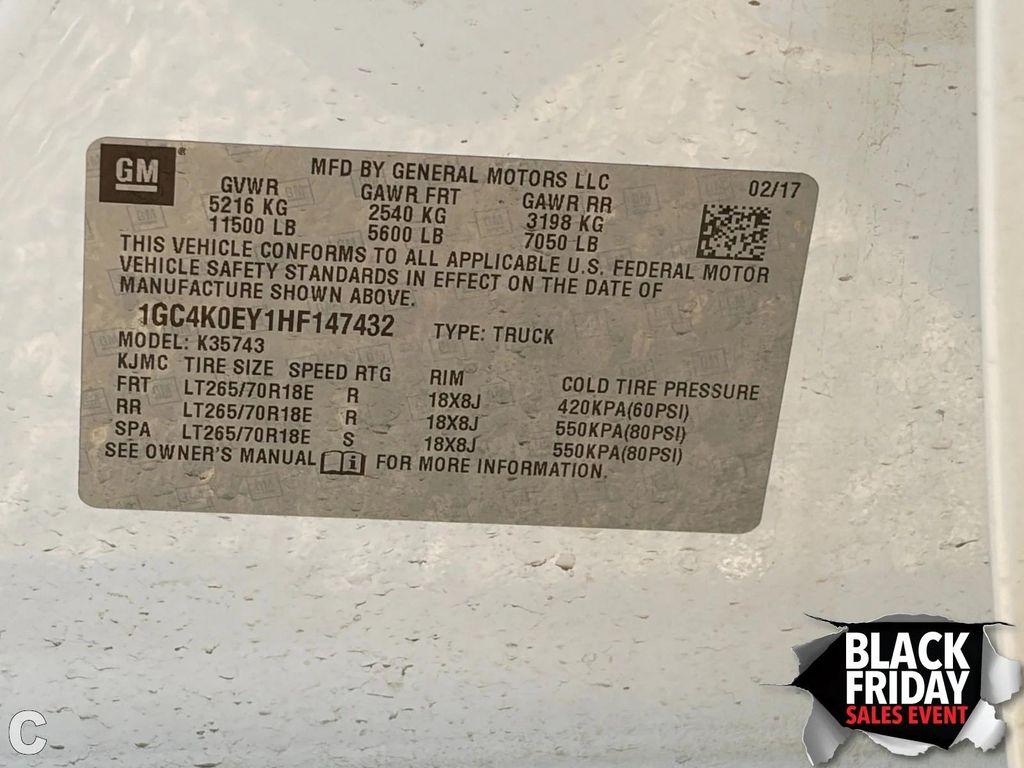 GM
MFD BY GENERAL MOTORS LLC
02/17
GVWR GAWR FRT GAWR RR
5216 KG 2540 KG 3198 KG
11500 LB 5600 LB 7050 LB
THIS VEHICLE CONFORMS TO ALL APPLICABLE U.S. FEDERAL MOTOR
VEHICLE SAFETY STANDARDS IN EFFECT ON THE DATE OF
MANUFACTURE SHOWN ABOVE.
1GC4K0EY1HF147432 TYPE: TRUCK
MODEL: K35743
KJMC TIRE SIZE SPEED RTG RIM COLD TIRE PRESSURE
FRT LT265/70R18E R 18X8J 420KPA(60PSI)
RR LT265/70R18E R 18X8J 550KPA(80PSI)
SPA LT265/70R18E S 18X8J 550KPA(80PSI)
SEE OWNER'S MANUAL FOR MORE INFORMATION.
BLACK
FRIDAY
SALES EVENT
C